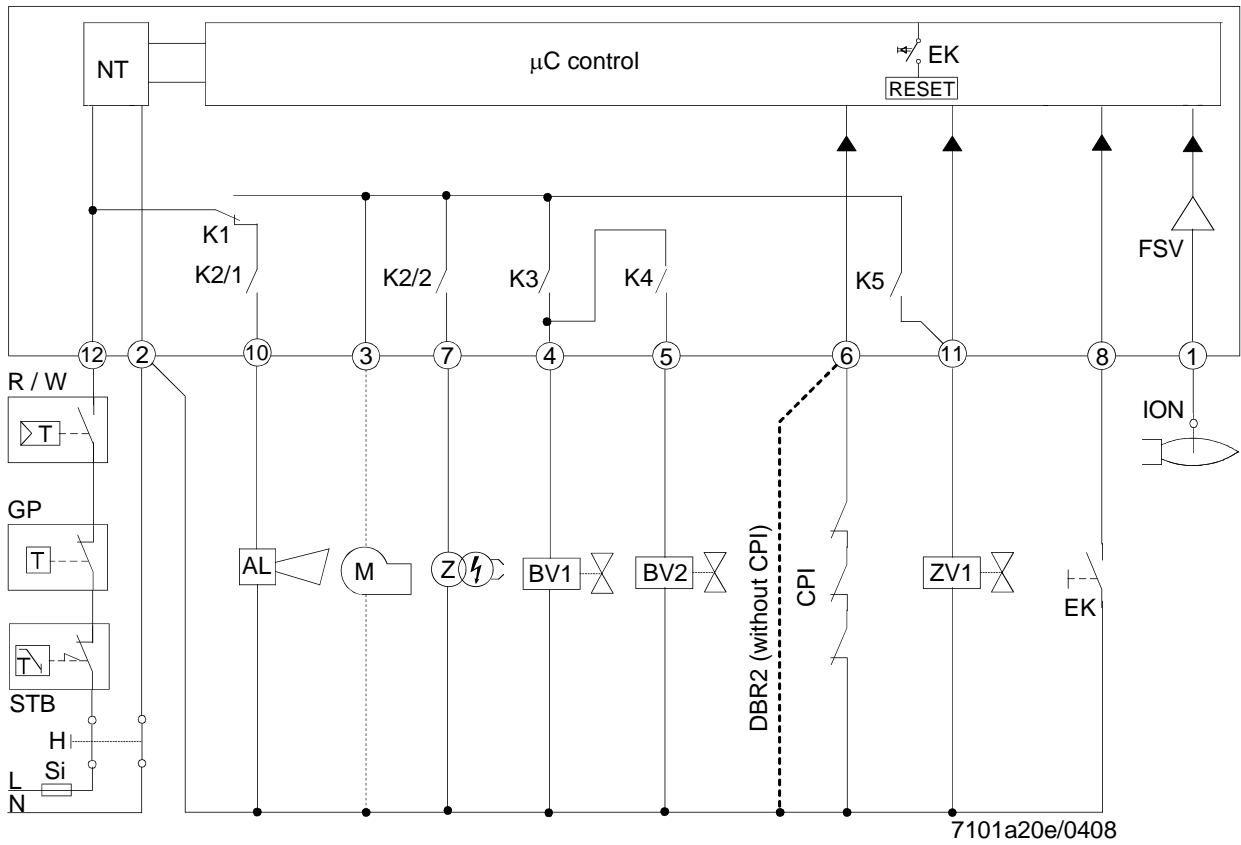 NT
µC control
EK
RESET
K1
K2/1
K2/2
K3
K4
K5
FSV
12
2
10
3
7
4
5
6
11
8
1
R / W
T
GP
T
STB
T
H
Si
L
N
AL
M
Z
BV1
BV2
DBR2 (without CPI)
CPI
ZV1
EK
ION
7101a20e/0408